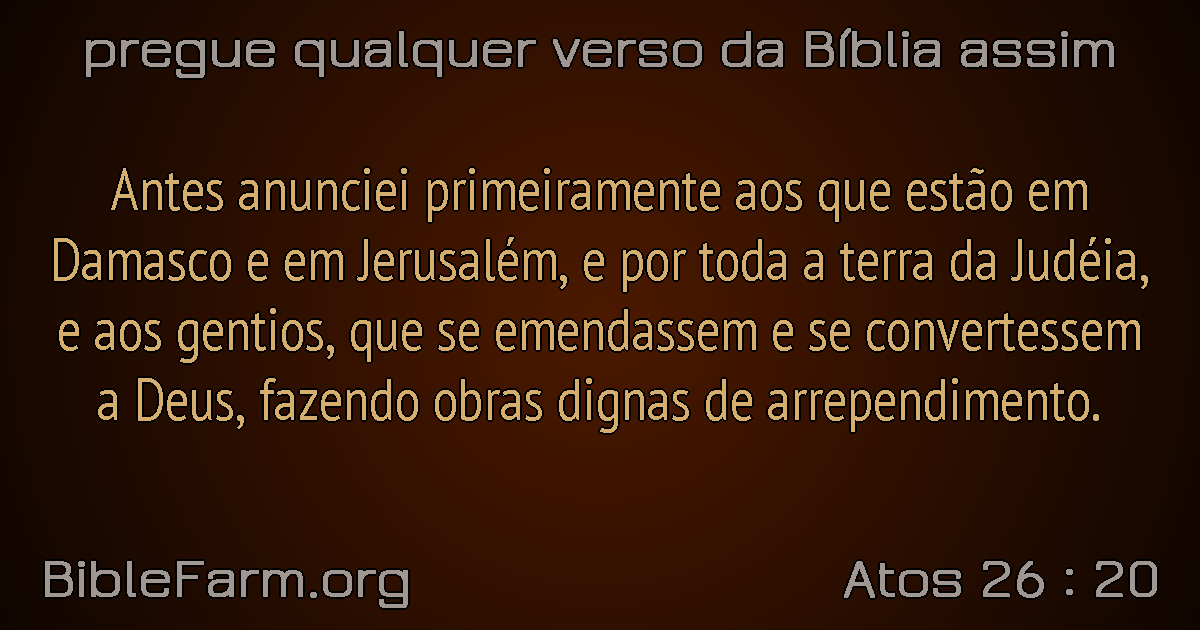 pregue qualquer verso da Bíblia assim
Antes anunciei primeiramente aos que estão em
Damasco e em Jerusalém, e por toda a terra da Judéia,
e aos gentios, que se emendassem e se convertessem
a Deus, fazendo obras dignas de arrependimento.
BibleFarm.org
Atos 26 : 20